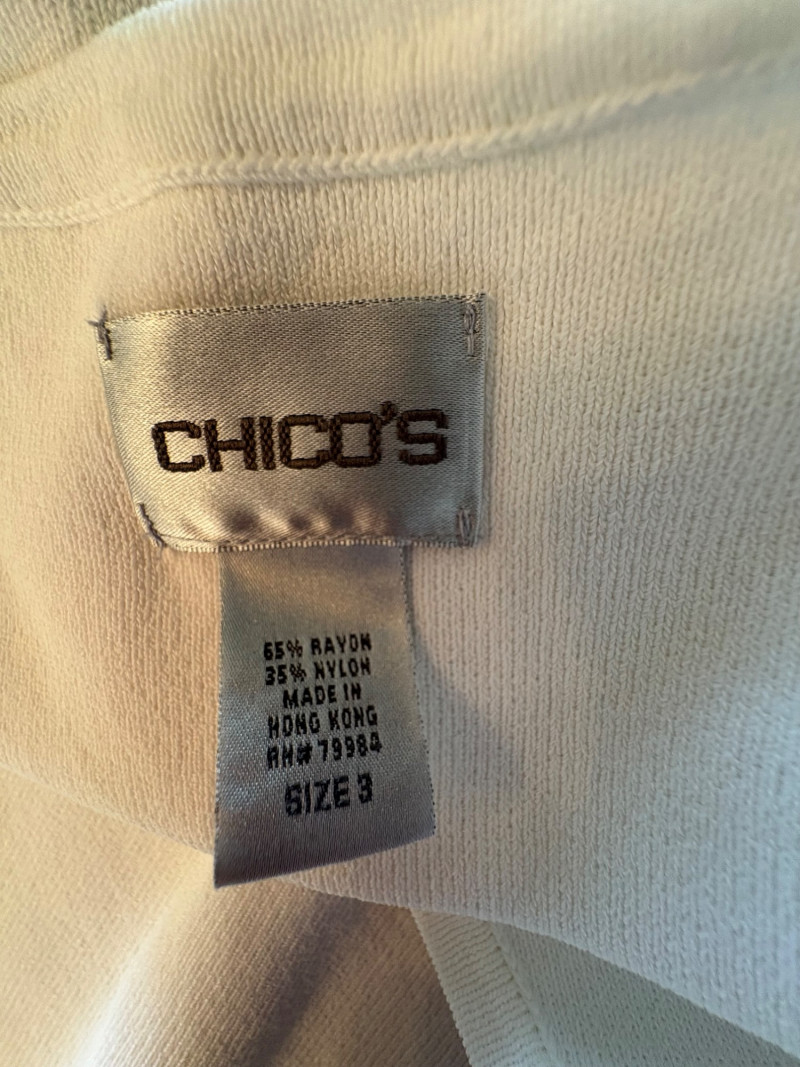 CHICO'S
65% RAYON
35% NYLON
MADE IN
HONG KONG
RN# 79984
SIZE 3